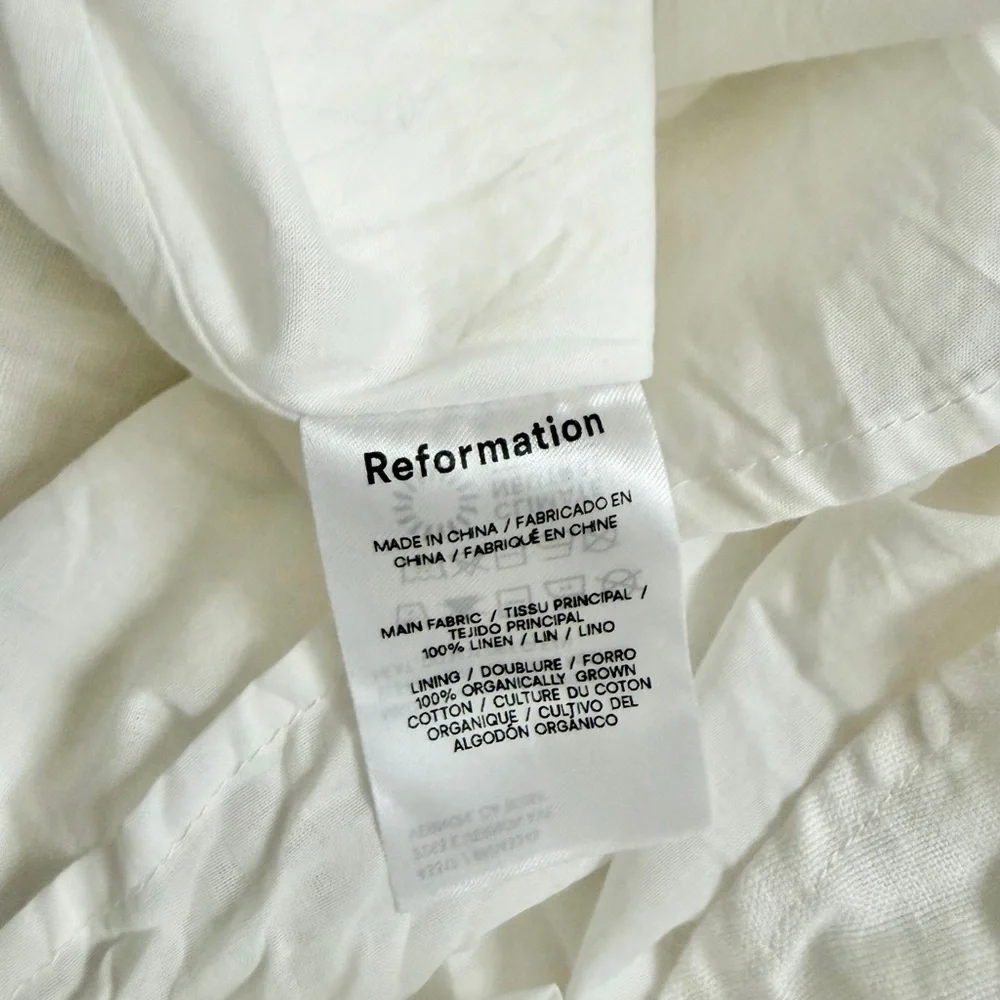 Reformation
MADE IN CHINA / FABRICADO EN
CHINA / FABRIQUÉ EN CHINE
MAIN FABRIC / TISSU PRINCIPAL /
TEJIDO PRINCIPAL
100% LINEN / LIN / LINO
LINING / DOUBLURE / FORRO
100% ORGANICALLY GROWN
COTTON / CULTURE DU COTON
ORGANIQUE / CULTIVO DEL
ALGODÓN ORGÁNICO